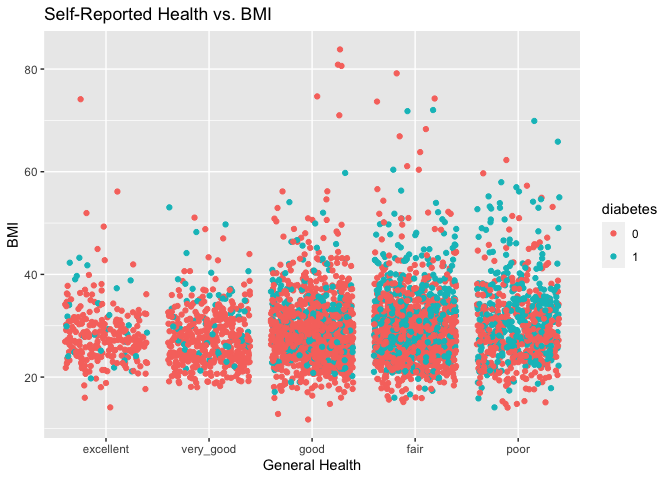 Self-Reported Health vs. BMI
BMI
80
60
40
20
excellent
very_good
good
fair
poor
General Health
diabetes
0
1